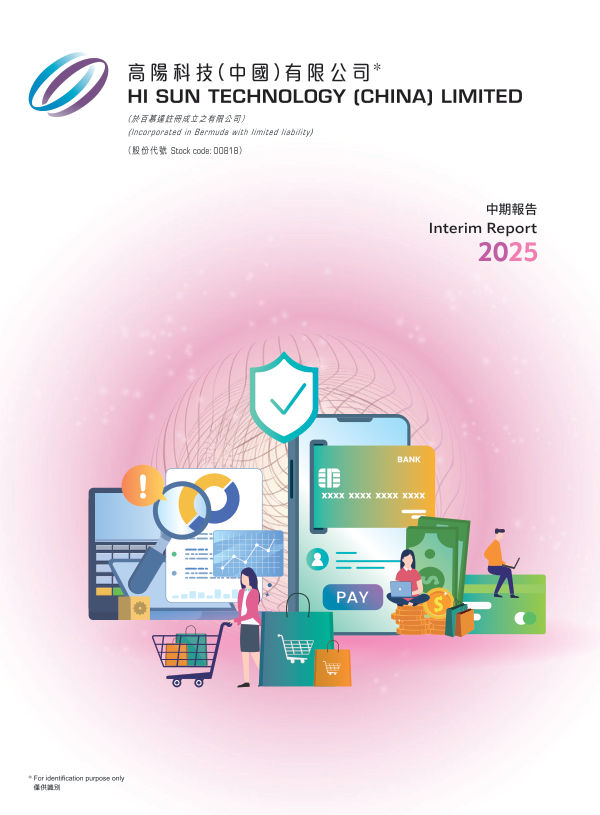 高陽科技(中國)有限公司*
HI SUN TECHNOLOGY (CHINA) LIMITED
(於百慕達註冊成立之有限公司)
(Incorporated in Bermuda with limited liability)
(股份代號 Stock code: 00818)
中期報告
Interim Report
2025
BANK
XXXX XXXX XXXX XXXX
PAY
* For identification purpose only
僅供識別